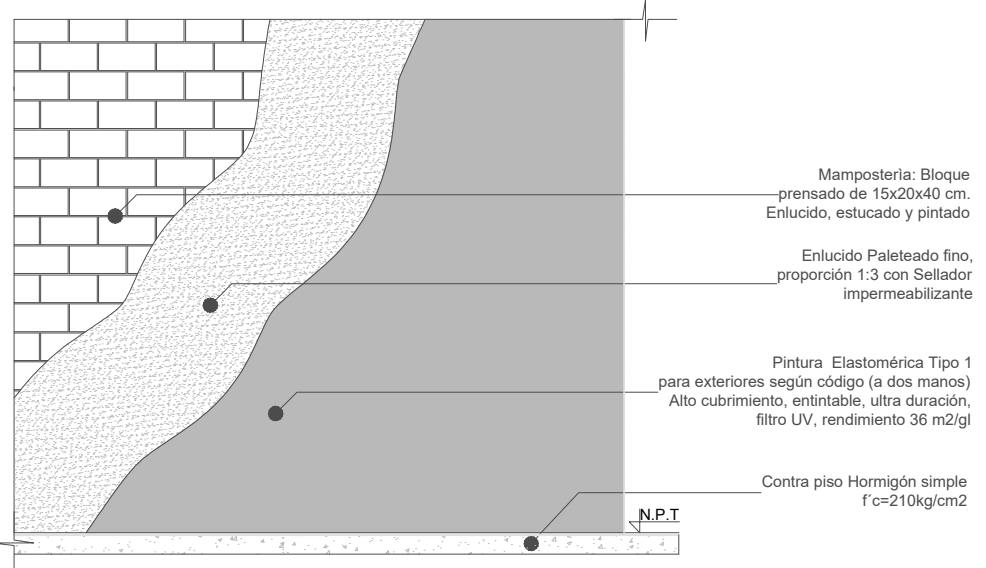 Mamposterìa: Bloque
prensado de 15x20x40 cm.
Enlucido, estucado y pintado
Enlucido Paleteado fino,
proporción 1:3 con Sellador
impermeabilizante
Pintura Elastomérica Tipo 1
para exteriores según código (a dos manos)
Alto cubrimiento, entintable, ultra duración,
filtro UV, rendimiento 36 m2/gl
Contra piso Hormigón simple
f´c=210kg/cm2
N.P.T